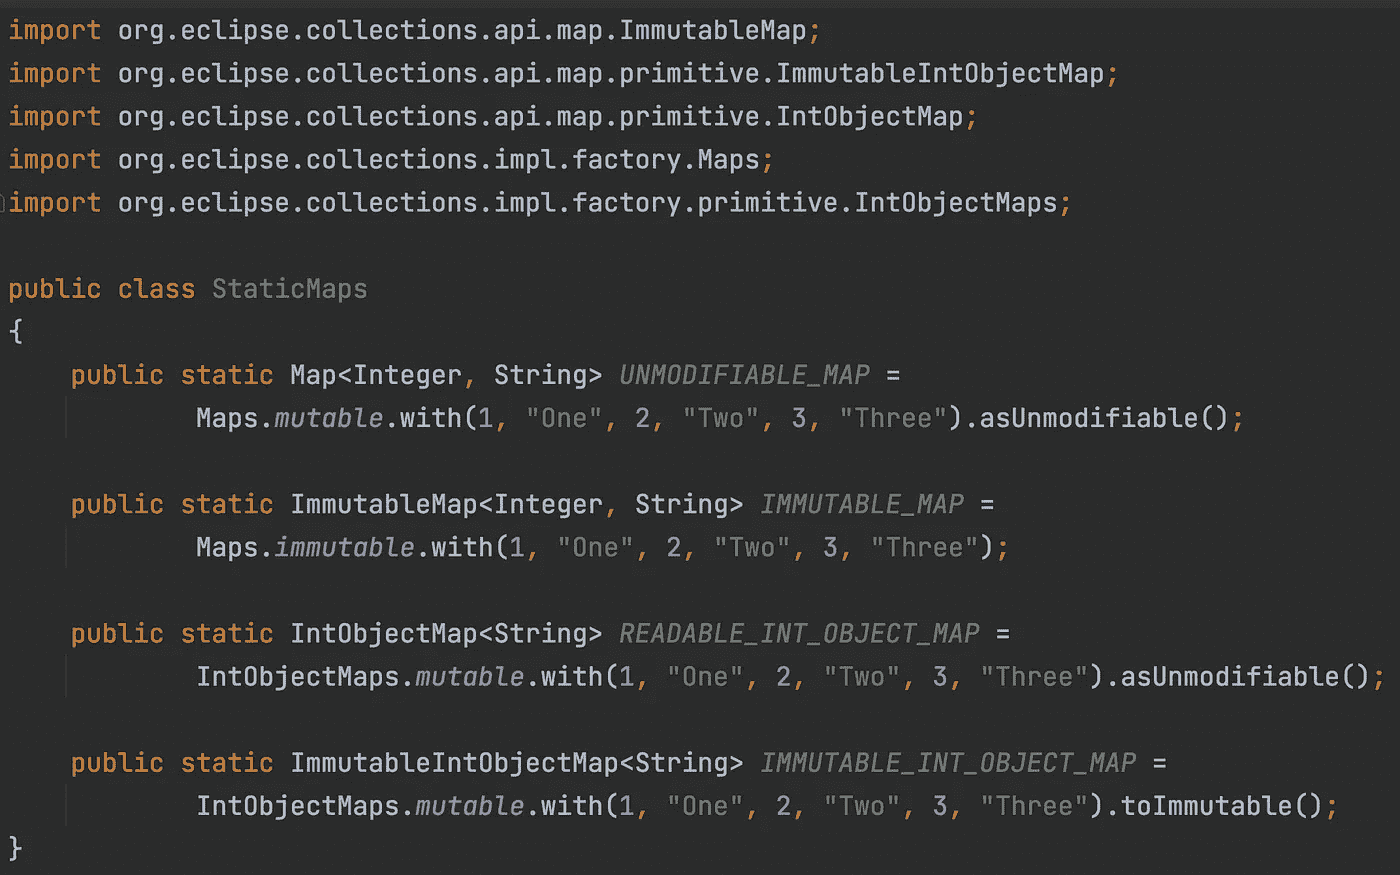 import org.eclipse.collections.api.map.ImmutableMap;
import org.eclipse.collections.api.map.primitive.ImmutableIntObjectMap;
import org.eclipse.collections.api.map.primitive.IntObjectMap;
import org.eclipse.collections.impl.factory.Maps;
import org.eclipse.collections.impl.factory.primitive.IntObjectMaps;

public class StaticMaps
{
    public static Map<Integer, String> UNMODIFIABLE_MAP =
            Maps.mutable.with(1, "One", 2, "Two", 3, "Three").asUnmodifiable();

    public static ImmutableMap<Integer, String> IMMUTABLE_MAP =
            Maps.immutable.with(1, "One", 2, "Two", 3, "Three");

    public static IntObjectMap<String> READABLE_INT_OBJECT_MAP =
            IntObjectMaps.mutable.with(1, "One", 2, "Two", 3, "Three").asUnmodifiable();

    public static ImmutableIntObjectMap<String> IMMUTABLE_INT_OBJECT_MAP =
            IntObjectMaps.mutable.with(1, "One", 2, "Two", 3, "Three").toImmutable();
}